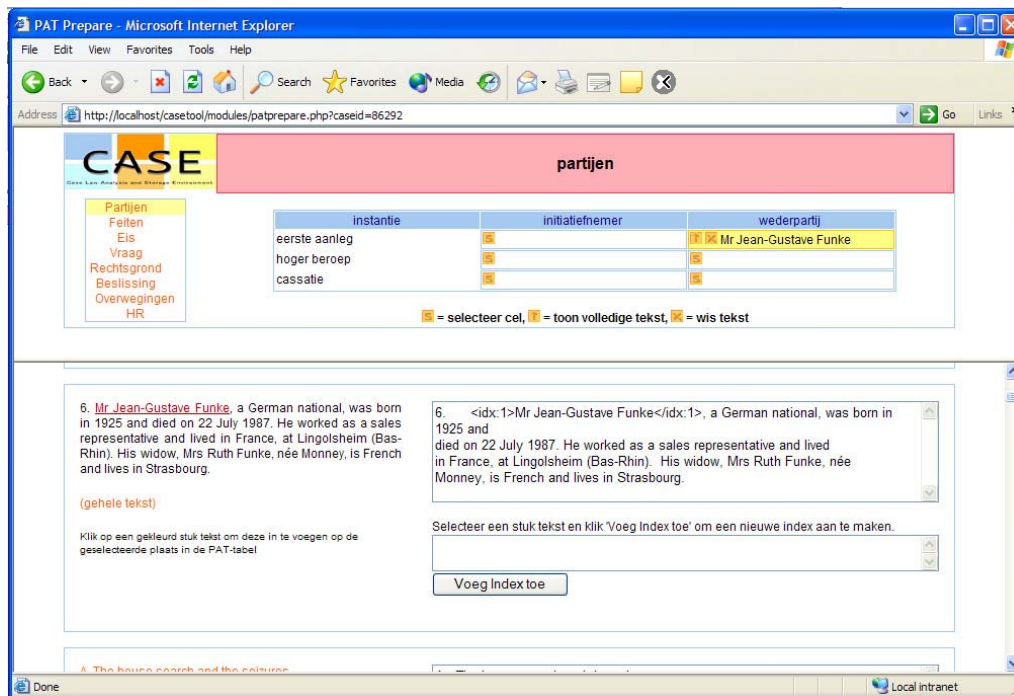 PAT Prepare - Microsoft Internet Explorer
File Edit View Favorites Tools Help
Back Search Favorites Media
Address http://localhost/casetool/modules/patprepare.php?caseid=86292 Go Links
CASE
Case Law Analysis and Storage Environment
partijen
Partijen
Feiten
Eis
Vraag
Rechtsgrond
Beslissing
Overwegingen
HR
instantie initiatiefnemer wederpartij
eerste aanleg S T X Mr Jean-Gustave Funke
hoger beroep S S
cassatie S S
S = selecteer cel, T = toon volledige tekst, X = wis tekst
6. Mr Jean-Gustave Funke, a German national, was born
in 1925 and died on 22 July 1987. He worked as a sales
representative and lived in France, at Lingolsheim (Bas-
Rhin). His widow, Mrs Ruth Funke, née Monney, is French
and lives in Strasbourg.
(gehele tekst)
Klik op een gekleurd stuk tekst om deze in te voegen op de
geselecteerde plaats in de PAT-tabel
6. <idx:1>Mr Jean-Gustave Funke</idx:1>, a German national, was born in
1925 and
died on 22 July 1987. He worked as a sales representative and lived
in France, at Lingolsheim (Bas-Rhin). His widow, Mrs Ruth Funke, née
Monney, is French and lives in Strasbourg.
Selecteer een stuk tekst en klik 'Voeg Index toe' om een nieuwe index aan te maken.
Voeg Index toe
A. The house search and the seizures
Done Local intranet